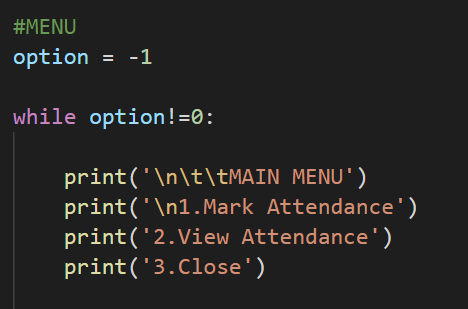 #MENU
option = -1
while option!=0:
print('\n\t\tMAIN MENU')
print('\n1.Mark Attendance')
print('2.View Attendance')
print('3.Close')